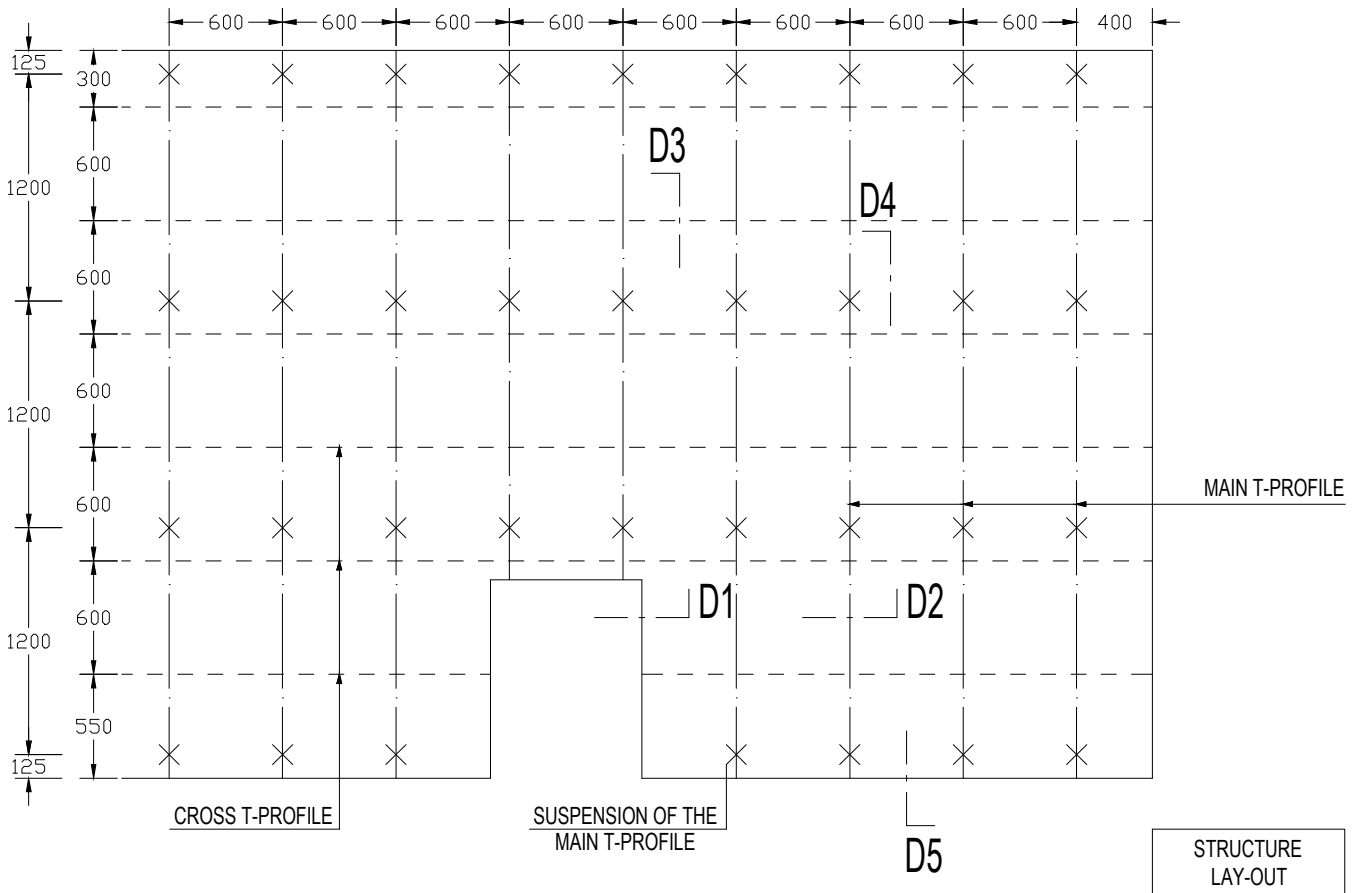 600 600 600 600 600 600 600 600 400
125
300
600
1200
600
600
1200
600
600
1200
550
125
D3
D4
MAIN T-PROFILE
D1
D2
CROSS T-PROFILE
SUSPENSION OF THE
MAIN T-PROFILE
D5
STRUCTURE
LAY-OUT